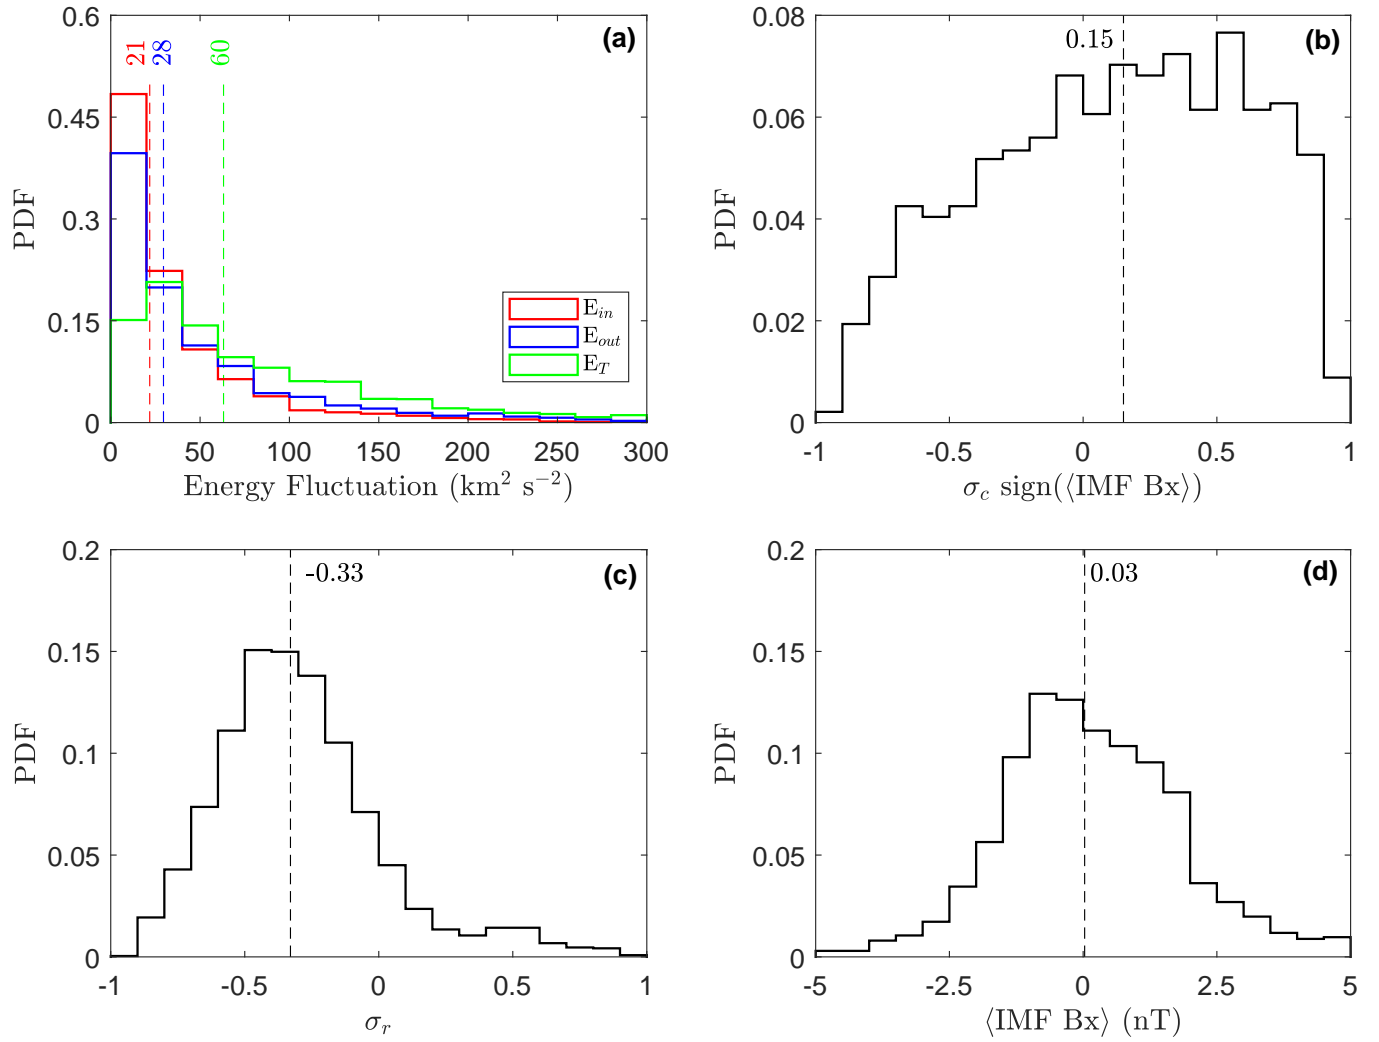 0.6
0.45
0.3
0.15
0
PDF
21
28
60
(a)
E_in
E_out
E_T
0 50 100 150 200 250 300
Energy Fluctuation (km² s⁻²)
0.08
0.06
0.04
0.02
0
PDF
0.15
(b)
-1 -0.5 0 0.5 1
σ_c sign(⟨IMF Bx⟩)
0.2
0.15
0.1
0.05
0
PDF
-0.33
(c)
-1 -0.5 0 0.5 1
σ_r
0.2
0.15
0.1
0.05
0
PDF
0.03
(d)
-5 -2.5 0 2.5 5
⟨IMF Bx⟩ (nT)